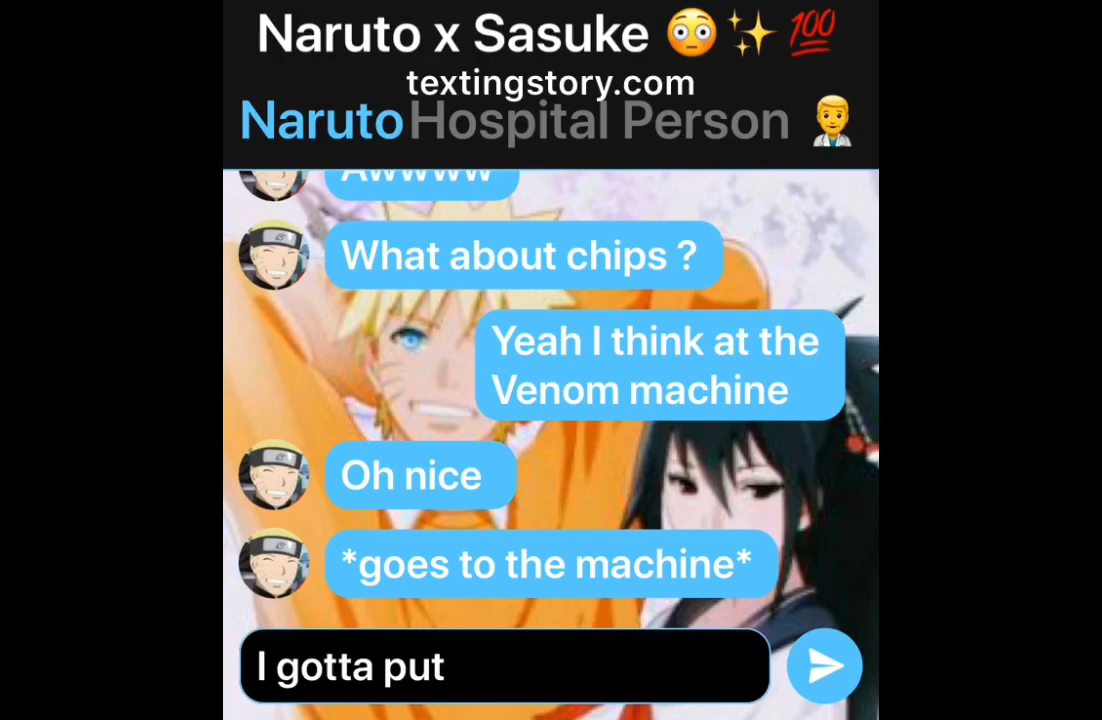 Naruto x Sasuke 😳✨💯
textingstory.com
Naruto Hospital Person 👨‍⚕️
Awwww
What about chips ?
Yeah I think at the
Venom machine
Oh nice
*goes to the machine*
I gotta put